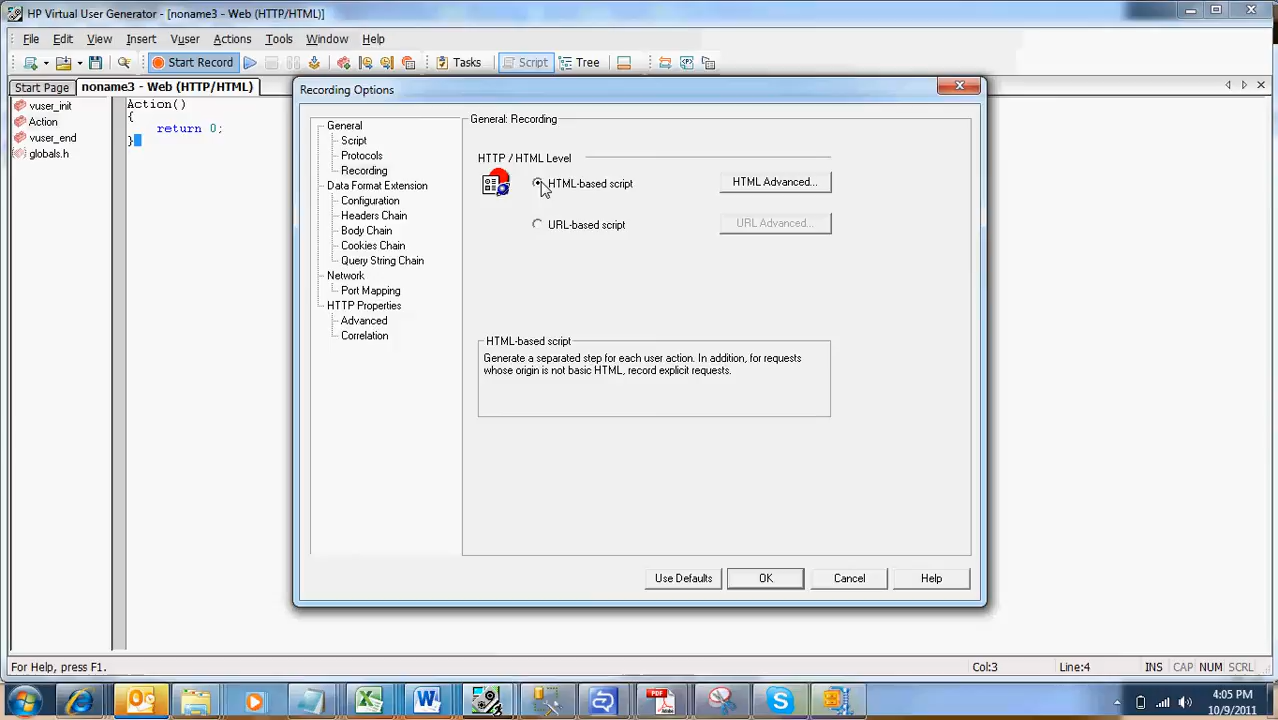 HP Virtual User Generator - [noname3 - Web (HTTP/HTML)]
File Edit View Insert Vuser Actions Tools Window Help
Start Record Tasks Script Tree
Start Page noname3 - Web (HTTP/HTML)
vuser_init
Action
vuser_end
globals.h
Action()
{
return 0;
}
Recording Options
General
Script
Protocols
Recording
Data Format Extension
Configuration
Headers Chain
Body Chain
Cookies Chain
Query String Chain
Network
Port Mapping
HTTP Properties
Advanced
Correlation
General: Recording
HTTP / HTML Level
HTML-based script HTML Advanced...
URL-based script URL Advanced...
HTML-based script
Generate a separated step for each user action. In addition, for requests
whose origin is not basic HTML, record explicit requests.
Use Defaults OK Cancel Help
For Help, press F1. Col:3 Line:4 INS CAP NUM SCRL
4:05 PM
10/9/2011